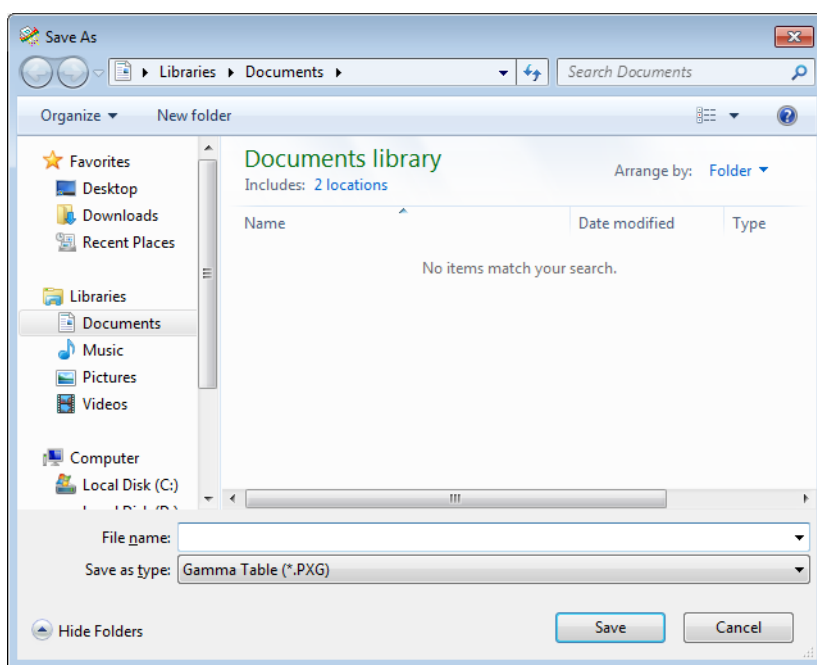 Save As
Libraries Documents
Search Documents
Organize New folder
Favorites
Desktop
Downloads
Recent Places
Libraries
Documents
Music
Pictures
Videos
Computer
Local Disk (C:)
Documents library
Includes: 2 locations
Arrange by: Folder
Name Date modified Type
No items match your search.
File name:
Save as type: Gamma Table (*.PXG)
Hide Folders
Save Cancel